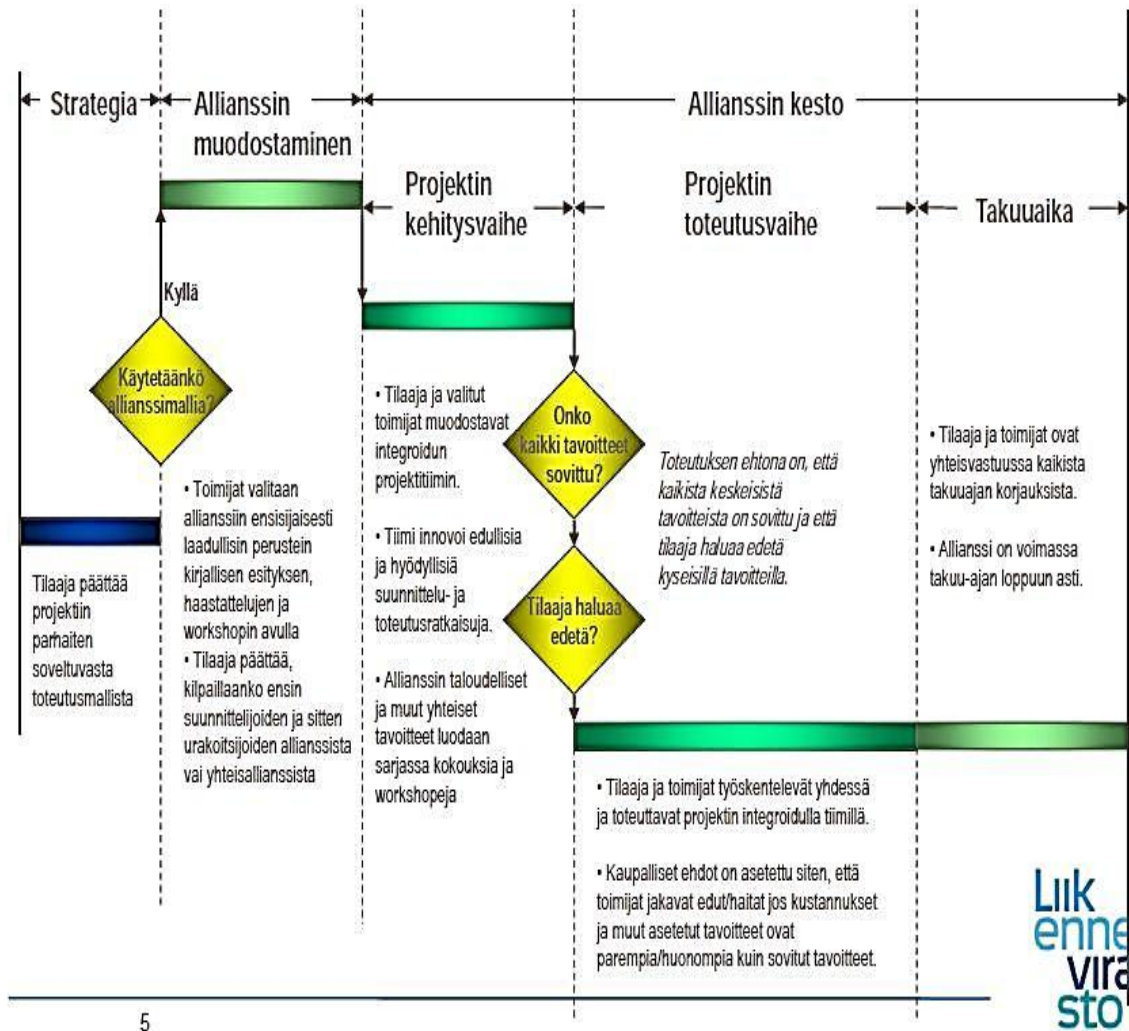 Strategia
Allianssin
muodostaminen
Allianssin kesto
Projektin
kehitysvaihe
Projektin
toteutusvaihe
Takuuaika
Kyllä
Käytetäänkö
allianssimallia?
Tilaaja päättää
projektiin
parhaiten
soveltuvasta
toteutusmallista
• Toimijat valitaan
allianssiin ensisijaisesti
laadullisin perustein
kirjallisen esityksen,
haastattelujen ja
workshopin avulla
• Tilaaja päättää,
kilpaillaanko ensin
suunnittelijoiden ja sitten
urakoitsijoiden allianssista
vai yhteisallianssista
• Tilaaja ja valitut
toimijat muodostavat
integroidun
projektitiimin.
• Tiimi innovoi edullisia
ja hyödyllisiä
suunnittelu- ja
toteutusratkaisuja.
• Allianssin taloudelliset
ja muut yhteiset
tavoitteet luodaan
sarjassa kokouksia ja
workshopeja
Onko
kaikki tavoitteet
sovittu?
Tilaaja haluaa
edetä?
Toteutuksen ehtona on, että
kaikista keskeisistä
tavoitteista on sovittu ja että
tilaaja haluaa edetä
kyseisillä tavoitteilla.
• Tilaaja ja toimijat ovat
yhteisvastuussa kaikista
takuuajan korjauksista.
• Allianssi on voimassa
takuu-ajan loppuun asti.
• Tilaaja ja toimijat työskentelevät yhdessä
ja toteuttavat projektin integroidulla tiimillä.
• Kaupalliset ehdot on asetettu siten, että
toimijat jakavat edut/haitat jos kustannukset
ja muut asetetut tavoitteet ovat
parempia/huonompia kuin sovitut tavoitteet.
Liik
enne
vira
sto
5